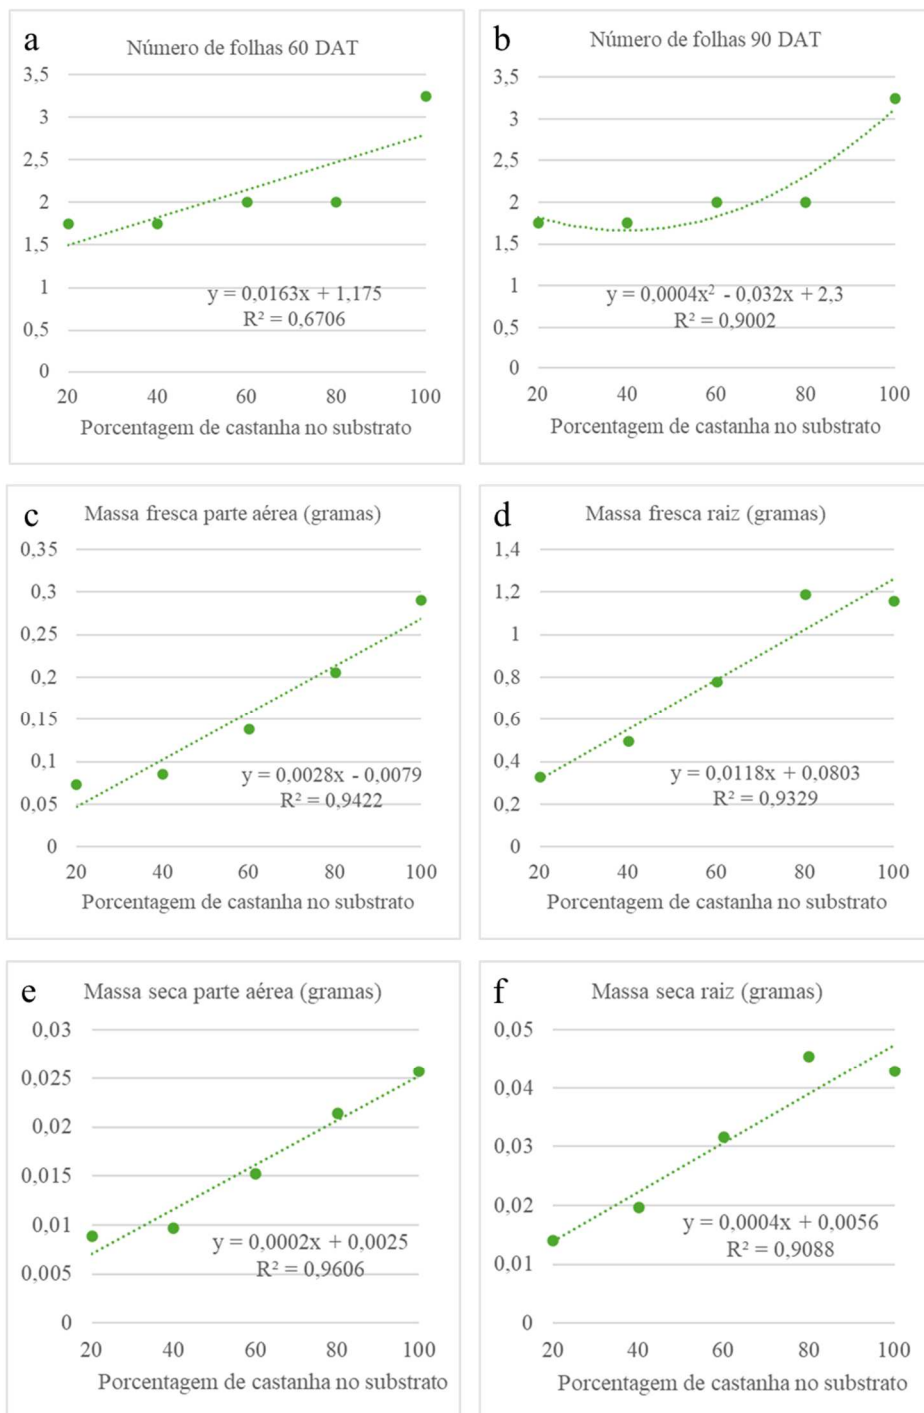 a
Número de folhas 60 DAT
3,5
3
2,5
2
1,5
1
0,5
0
y = 0,0163x + 1,175
R² = 0,6706
20 40 60 80 100
Porcentagem de castanha no substrato
b
Número de folhas 90 DAT
3,5
3
2,5
2
1,5
1
0,5
0
y = 0,0004x² - 0,032x + 2,3
R² = 0,9002
20 40 60 80 100
Porcentagem de castanha no substrato
c
Massa fresca parte aérea (gramas)
0,35
0,3
0,25
0,2
0,15
0,1
0,05
0
y = 0,0028x - 0,0079
R² = 0,9422
20 40 60 80 100
Porcentagem de castanha no substrato
d
Massa fresca raiz (gramas)
1,4
1,2
1
0,8
0,6
0,4
0,2
0
y = 0,0118x + 0,0803
R² = 0,9329
20 40 60 80 100
Porcentagem de castanha no substrato
e
Massa seca parte aérea (gramas)
0,03
0,025
0,02
0,015
0,01
0,005
0
y = 0,0002x + 0,0025
R² = 0,9606
20 40 60 80 100
Porcentagem de castanha no substrato
f
Massa seca raiz (gramas)
0,05
0,04
0,03
0,02
0,01
0
y = 0,0004x + 0,0056
R² = 0,9088
20 40 60 80 100
Porcentagem de castanha no substrato